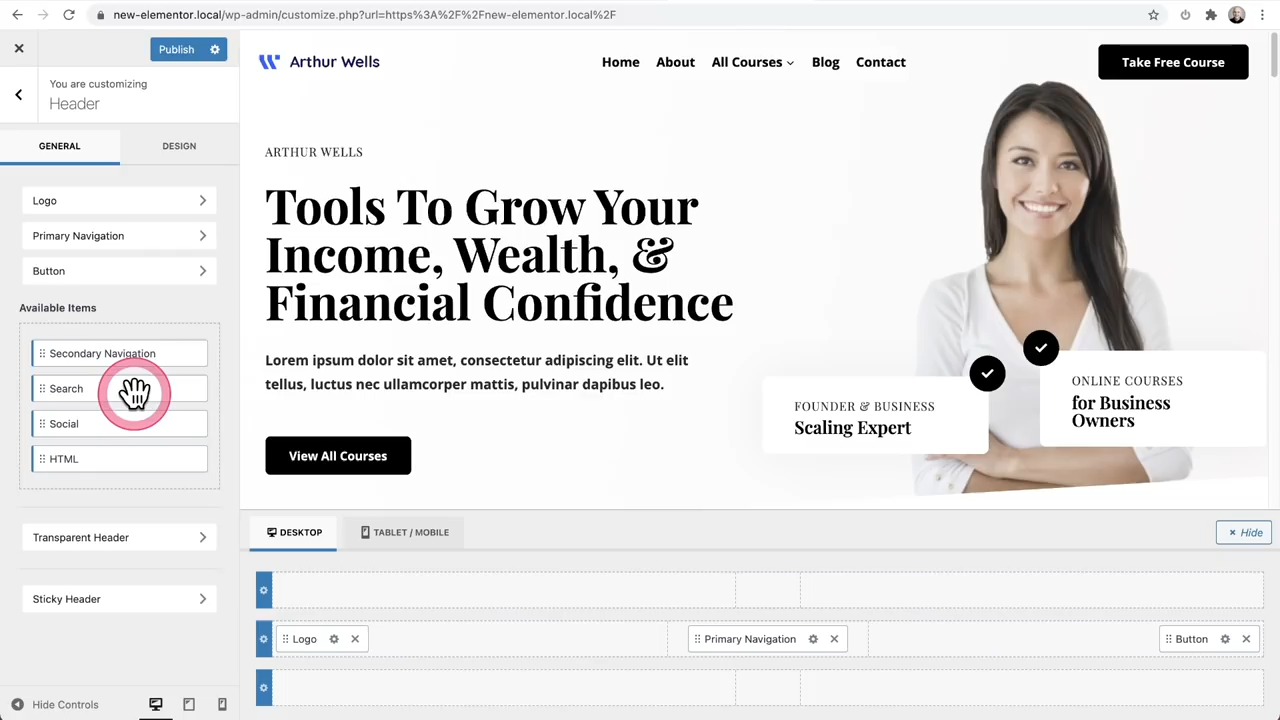 new-elementor.local/wp-admin/customize.php?url=https%3A%2F%2Fnew-elementor.local%2F
Publish
You are customizing
Header
GENERAL
DESIGN
Logo
Primary Navigation
Button
Available Items
Secondary Navigation
Search
Social
HTML
Transparent Header
Sticky Header
Hide Controls
Arthur Wells
Home
About
All Courses
Blog
Contact
Take Free Course
ARTHUR WELLS
Tools To Grow Your
Income, Wealth, &
Financial Confidence
Lorem ipsum dolor sit amet, consectetur adipiscing elit. Ut elit
tellus, luctus nec ullamcorper mattis, pulvinar dapibus leo.
View All Courses
FOUNDER & BUSINESS
Scaling Expert
ONLINE COURSES
for Business
Owners
DESKTOP
TABLET / MOBILE
× Hide
Logo
Primary Navigation
Button